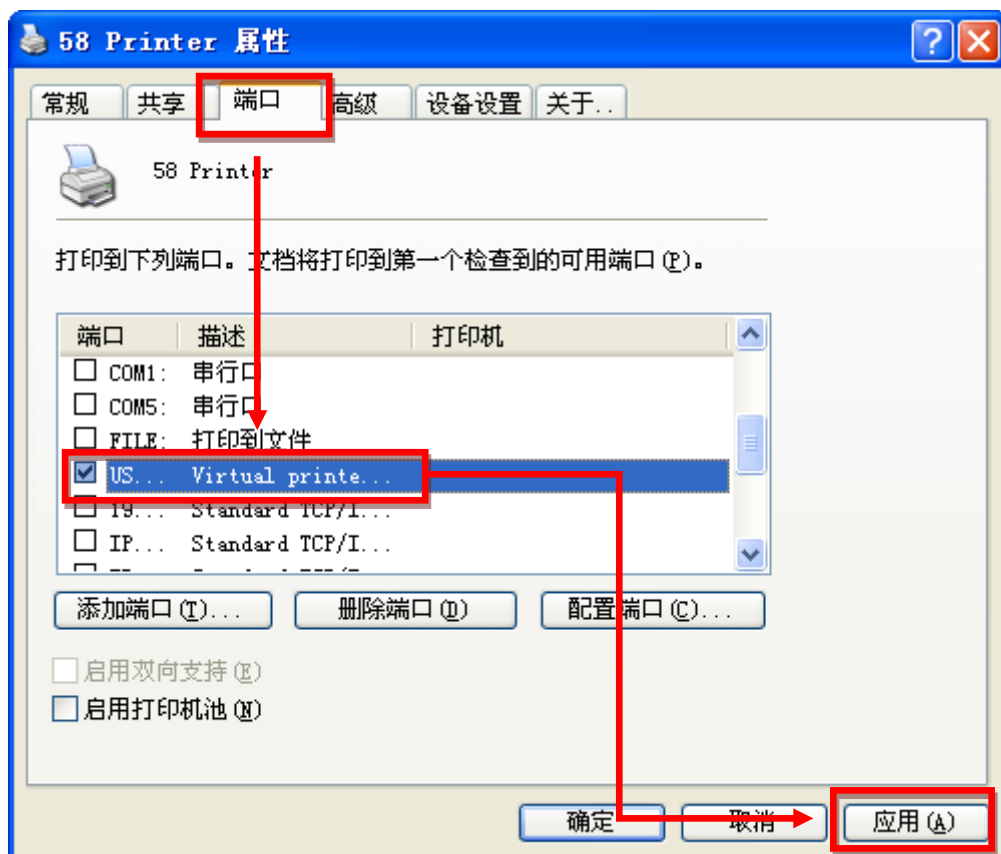 58 Printer 属性
常规 共享 端口 高级 设备设置 关于..
58 Printer
打印到下列端口。文档将打印到第一个检查到的可用端口(P)。
端口 描述 打印机
COM1: 串行口
COM5: 串行口
FILE: 打印到文件
US... Virtual printe...
19... Standard TCP/I...
IP... Standard TCP/I...
添加端口(T)... 删除端口(D) 配置端口(C)...
启用双向支持(E)
启用打印机池(N)
确定 取消 应用(A)